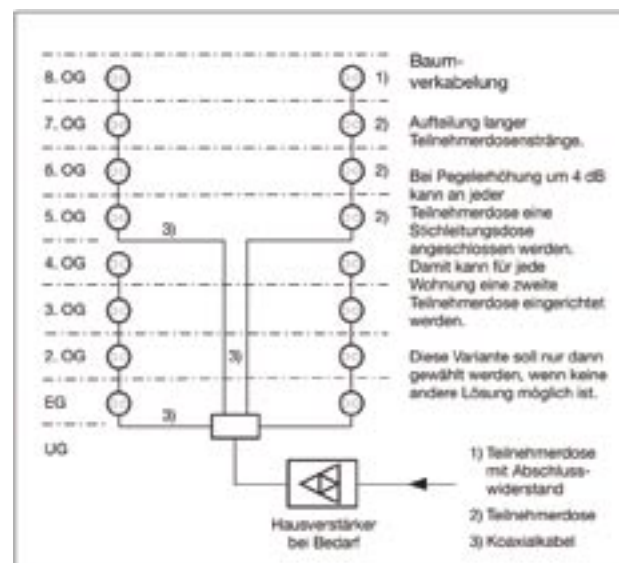 8. OG
7. OG
6. OG
5. OG
4. OG
3. OG
2. OG
EG
UG
1)
2)
2)
2)
3)
3)
3)
Baum-
verkabelung
Aufteilung langer
Teilnehmerdosenstränge.
Bei Pegelerhöhung um 4 dB
kann an jeder
Teilnehmerdose eine
Stichleitungsdose
angeschlossen werden.
Damit kann für jede
Wohnung eine zweite
Teilnehmerdose eingerichtet
werden.
Diese Variante soll nur dann
gewählt werden, wenn keine
andere Lösung möglich ist.
Hausverstärker
bei Bedarf
1) Teilnehmerdose
mit Abschluss-
widerstand
2) Teilnehmerdose
3) Koaxialkabel